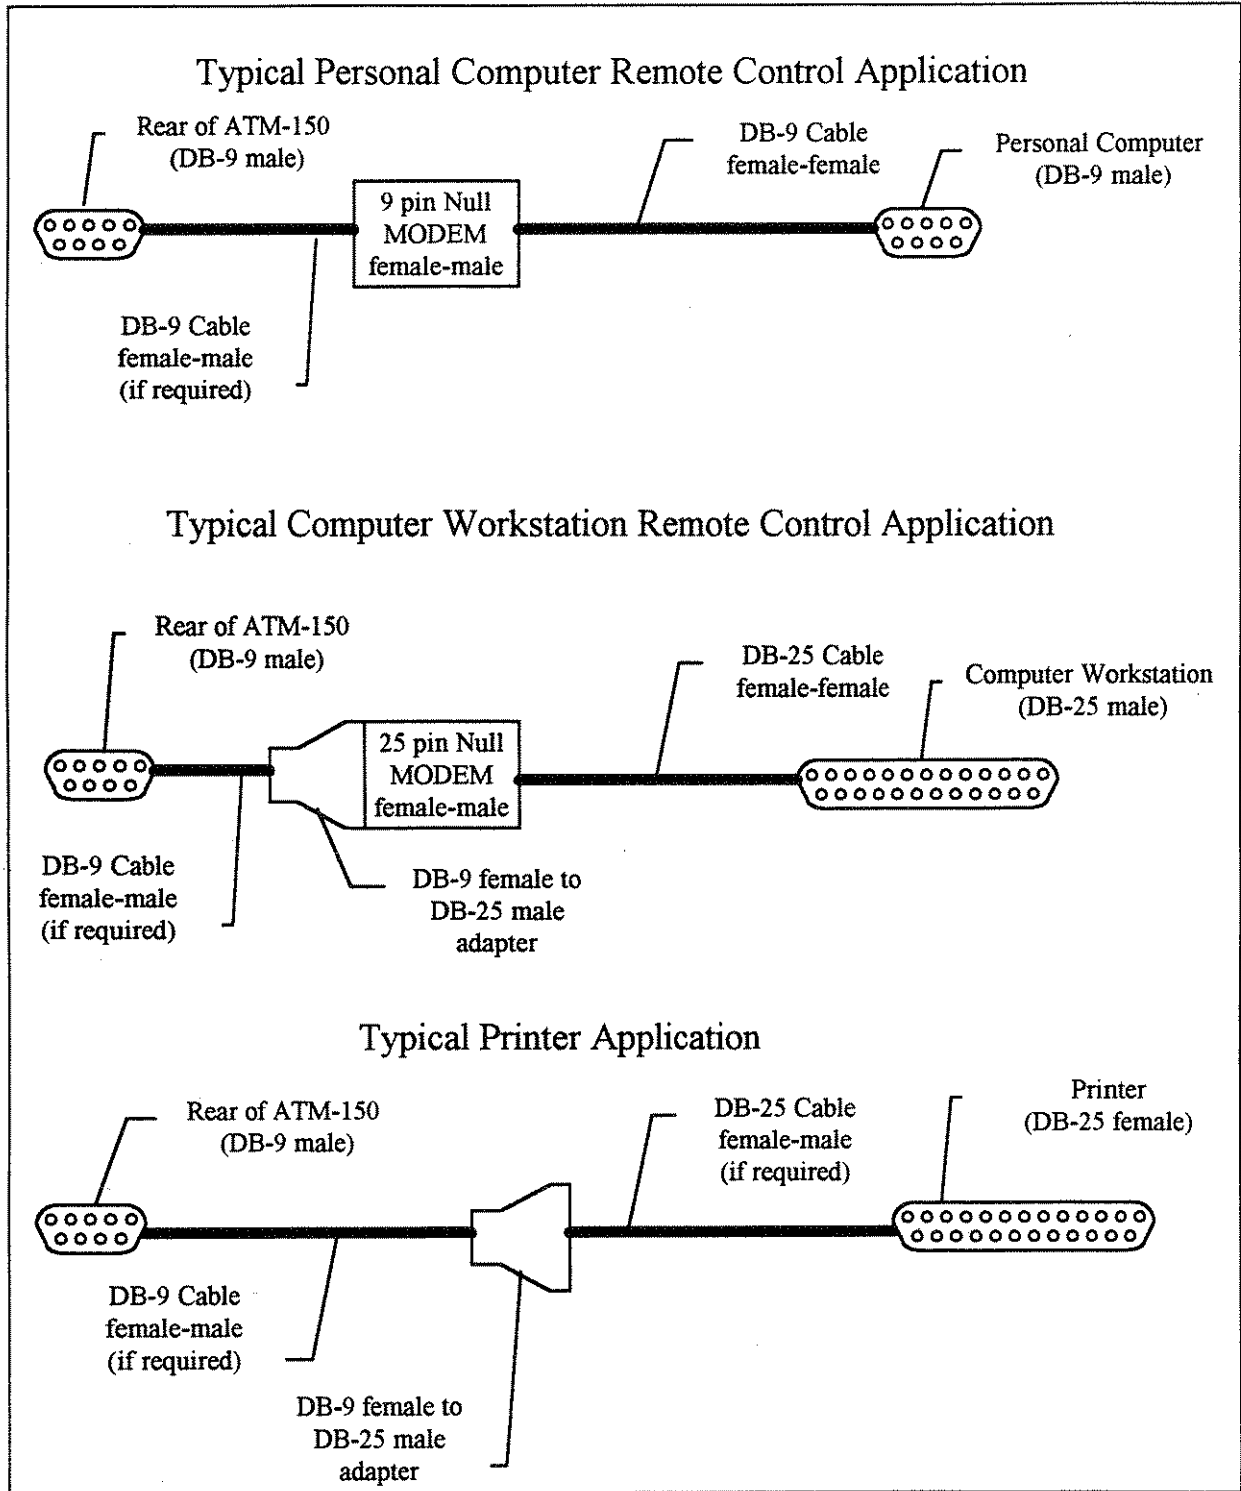 Typical Personal Computer Remote Control Application
Rear of ATM-150
(DB-9 male)
DB-9 Cable
female-female
Personal Computer
(DB-9 male)
9 pin Null
MODEM
female-male
DB-9 Cable
female-male
(if required)
Typical Computer Workstation Remote Control Application
Rear of ATM-150
(DB-9 male)
DB-25 Cable
female-female
Computer Workstation
(DB-25 male)
25 pin Null
MODEM
female-male
DB-9 Cable
female-male
(if required)
DB-9 female to
DB-25 male
adapter
Typical Printer Application
Rear of ATM-150
(DB-9 male)
DB-25 Cable
female-male
(if required)
Printer
(DB-25 female)
DB-9 Cable
female-male
(if required)
DB-9 female to
DB-25 male
adapter